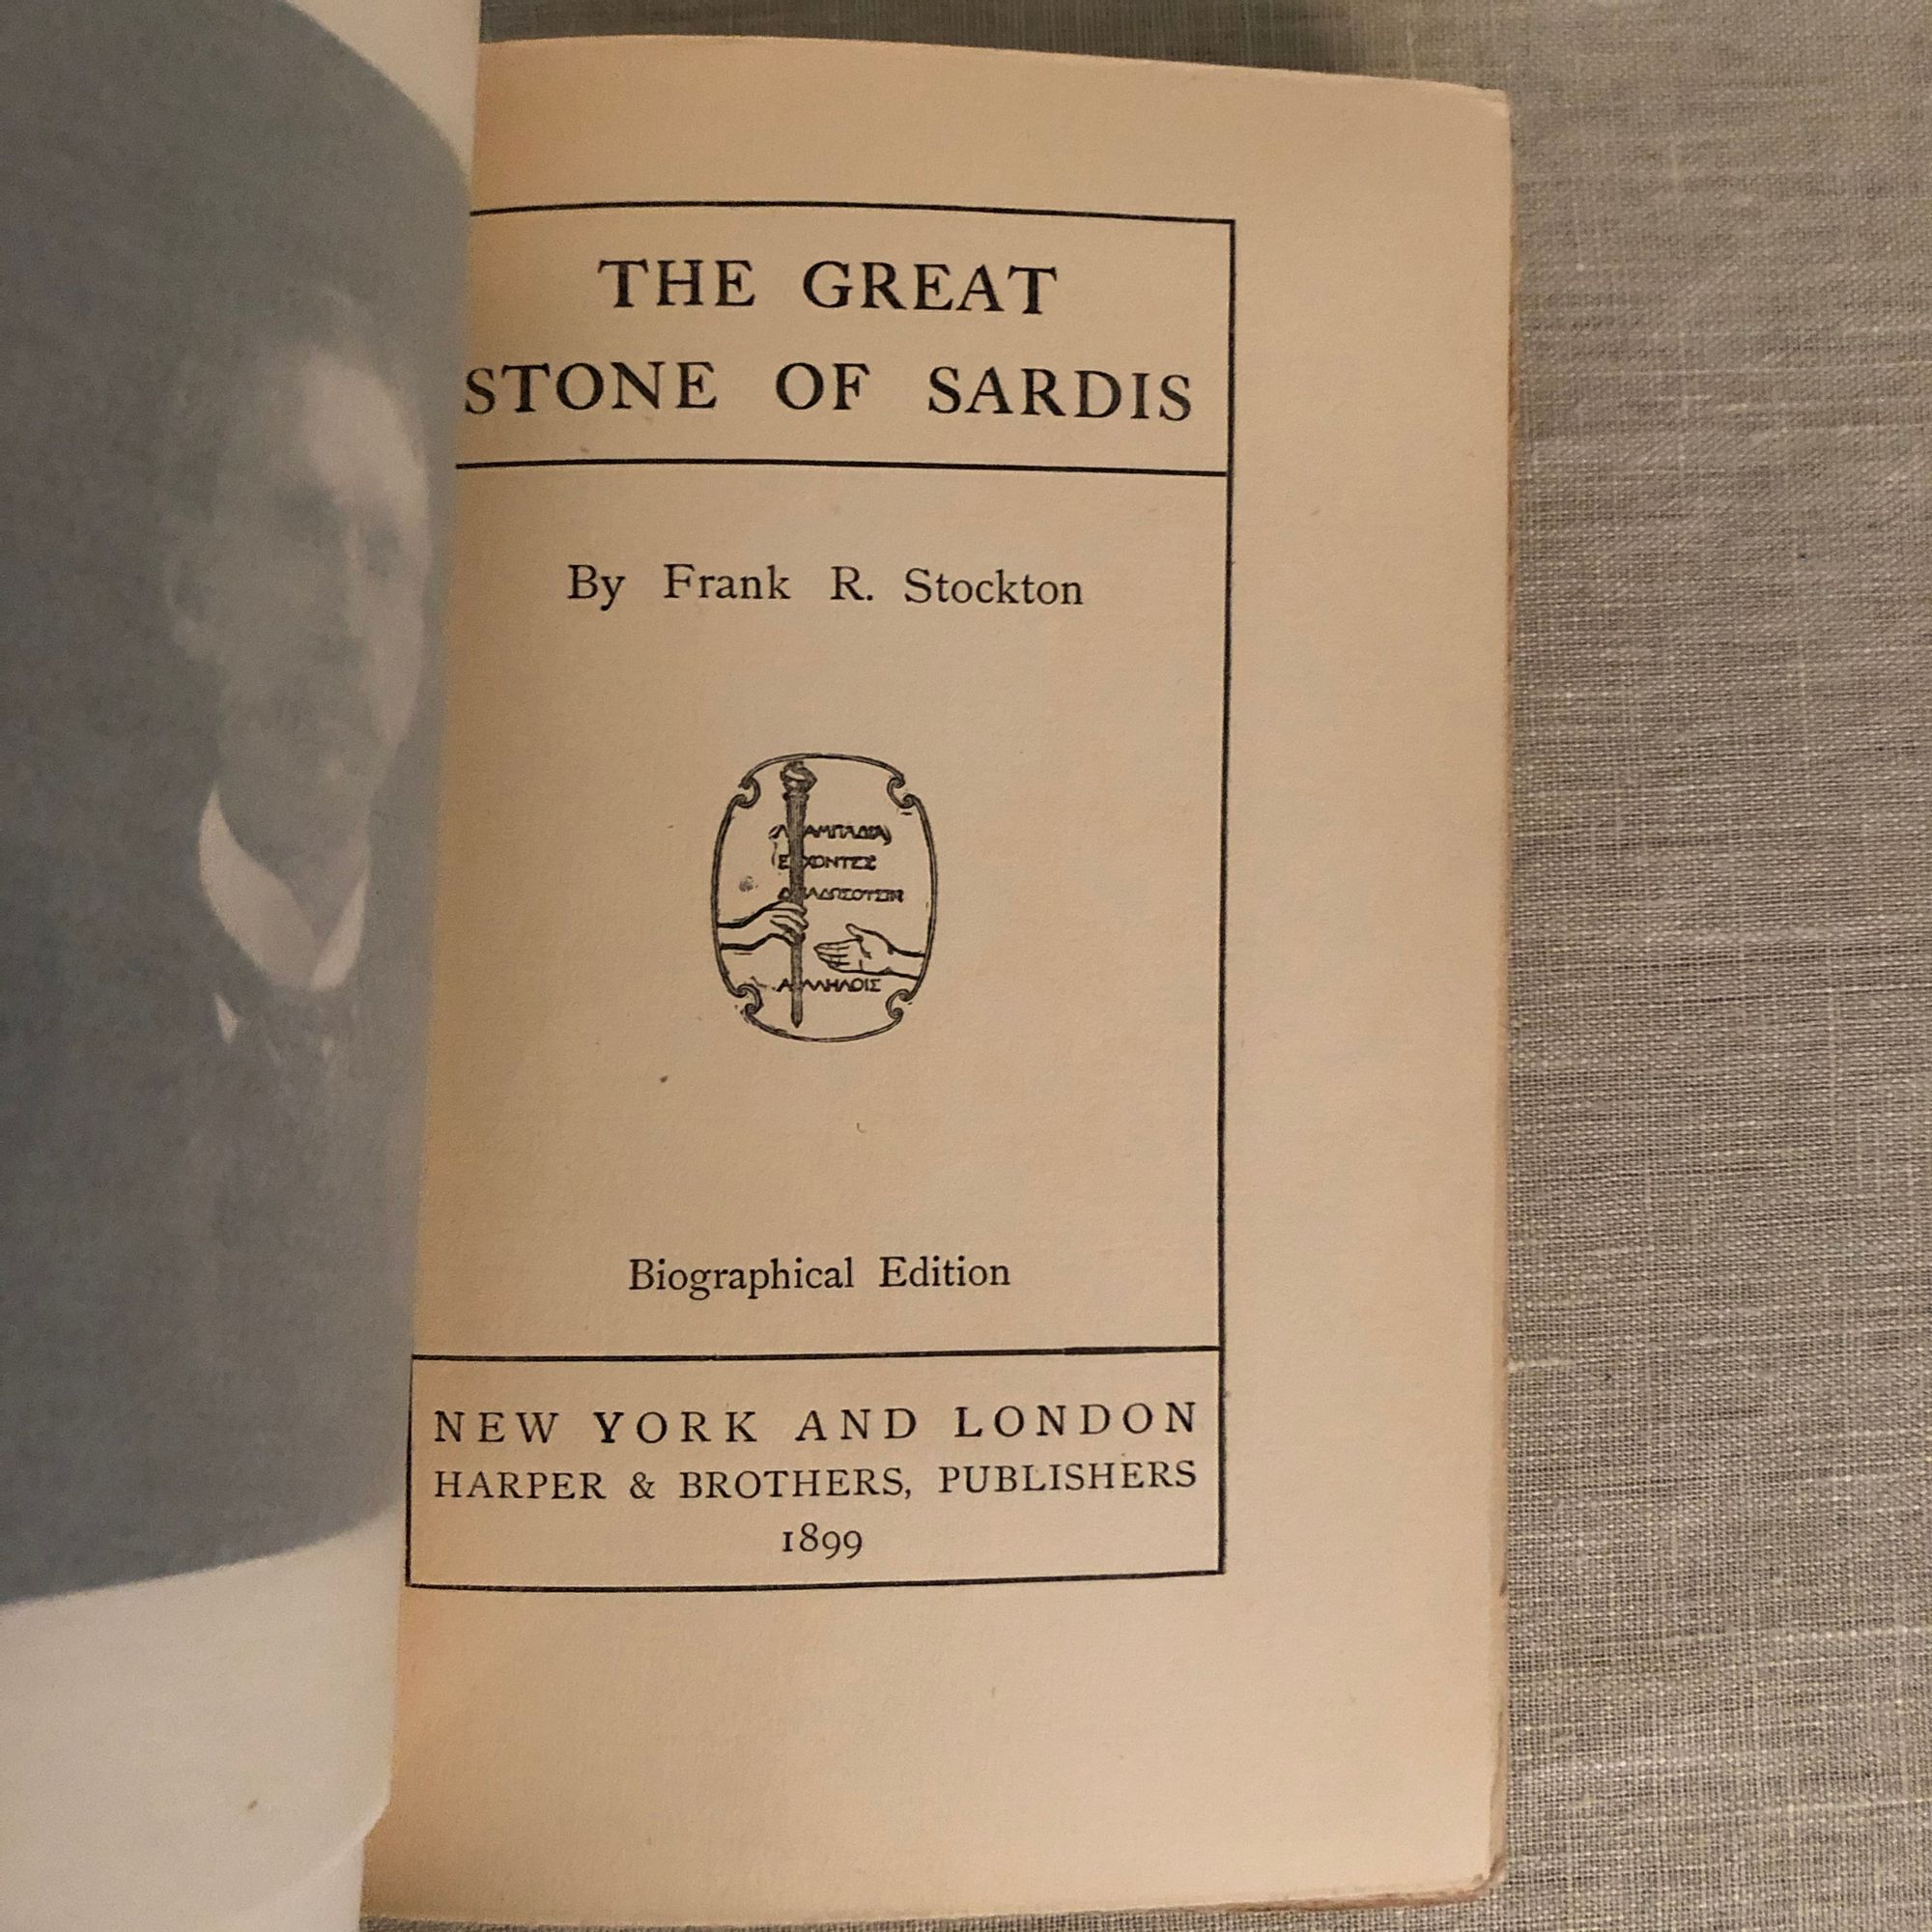 THE GREAT
STONE OF SARDIS
By Frank R. Stockton
ΛΑΜΠΑΔΙΑ
ΕΧΟΝΤΕΣ
ΔΙΑΔΩΣΟΥΣΙΝ
ΑΛΛΗΛΟΙΣ
Biographical Edition
NEW YORK AND LONDON
HARPER & BROTHERS, PUBLISHERS
1899